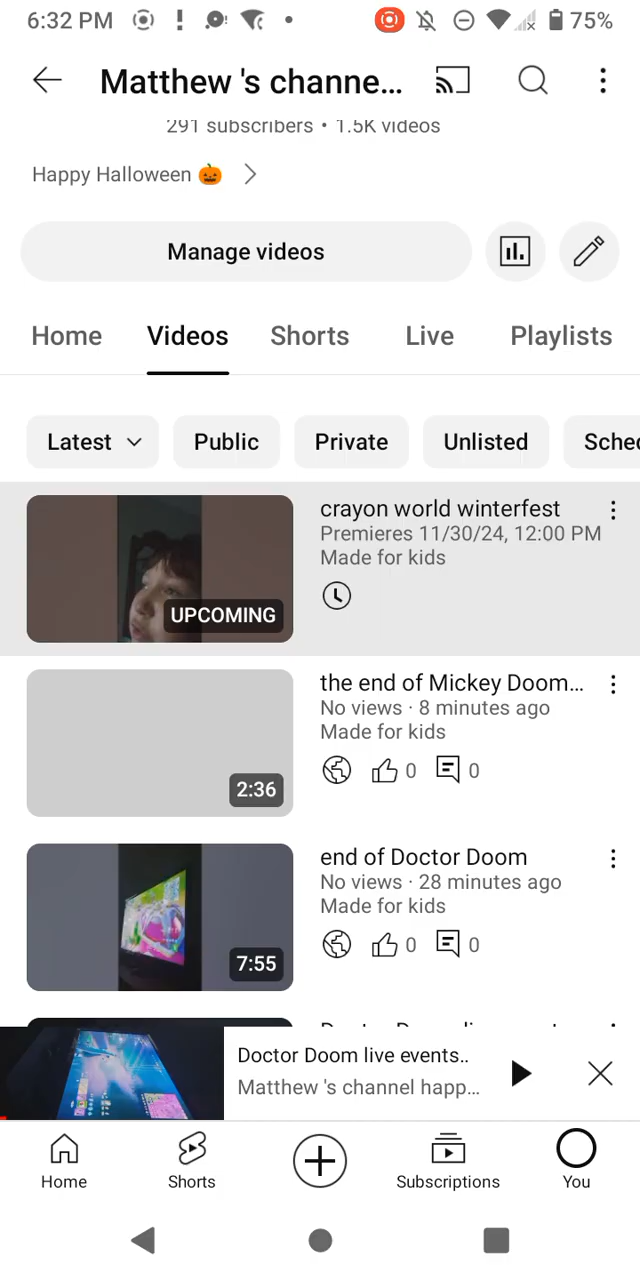 6:32 PM
75%
Matthew 's channe...
291 subscribers • 1.5K videos
Happy Halloween 🎃
Manage videos
Home Videos Shorts Live Playlists
Latest Public Private Unlisted Sched
crayon world winterfest
Premieres 11/30/24, 12:00 PM
Made for kids
UPCOMING
the end of Mickey Doom...
No views · 8 minutes ago
Made for kids
0 0
2:36
end of Doctor Doom
No views · 28 minutes ago
Made for kids
0 0
7:55
Doctor Doom live events..
Matthew 's channel happ...
Home Shorts Subscriptions You